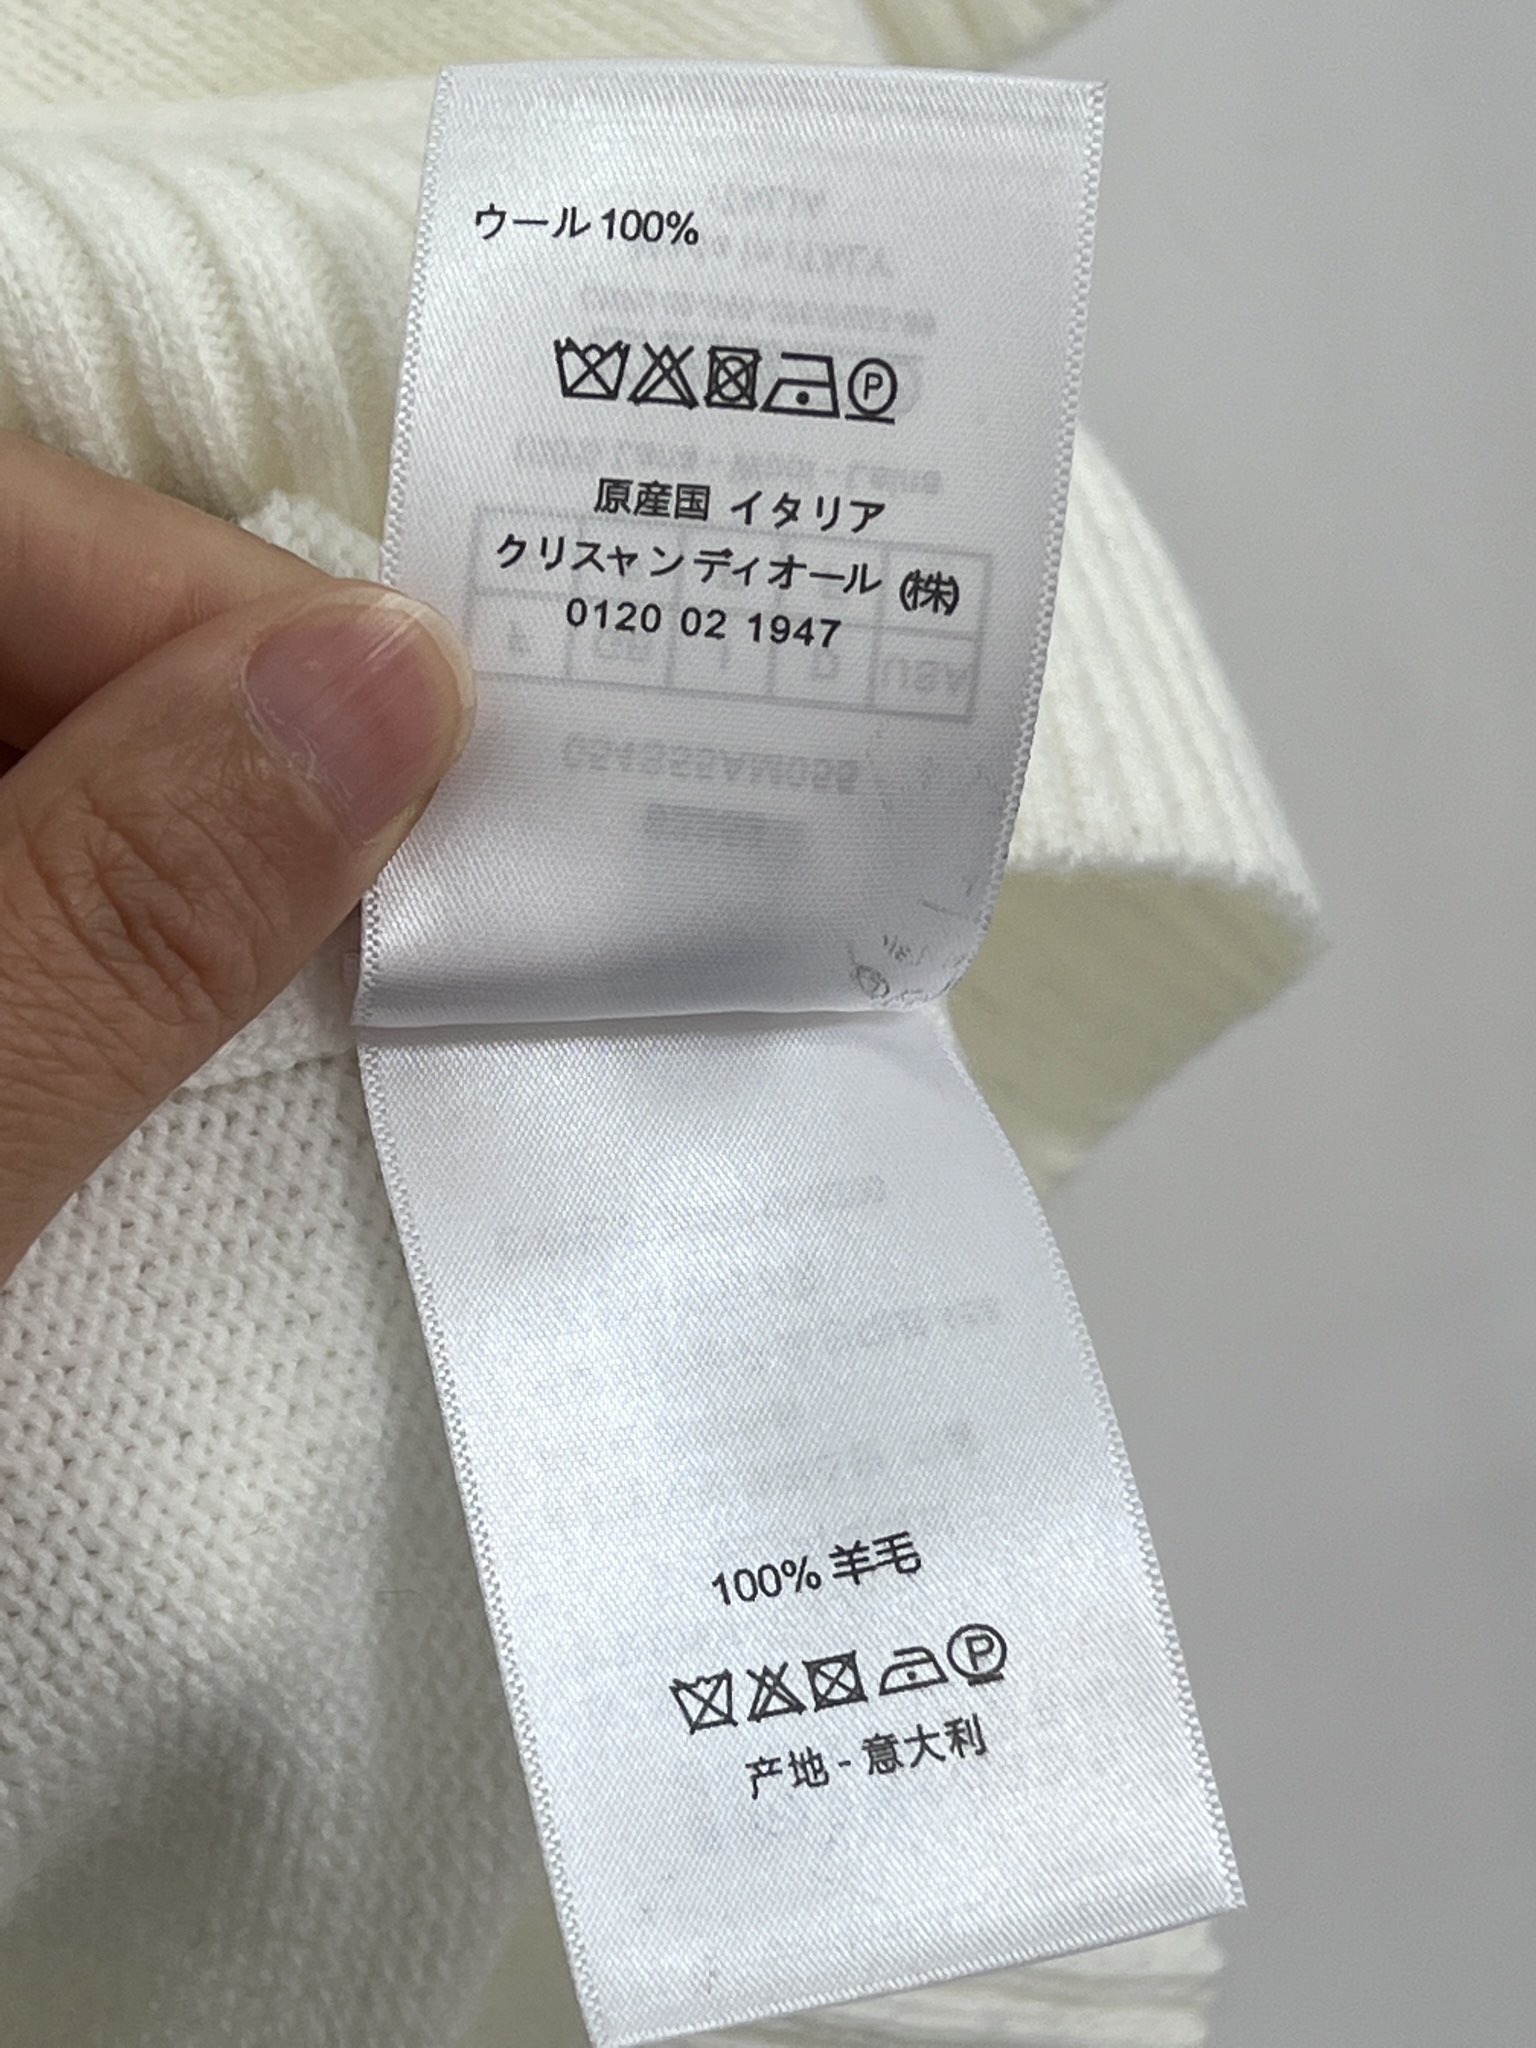 ウール 100%
P
原産国 イタリア
クリスャン ディオール (株)
0120 02 1947
100% 羊毛
P
产地 - 意大利